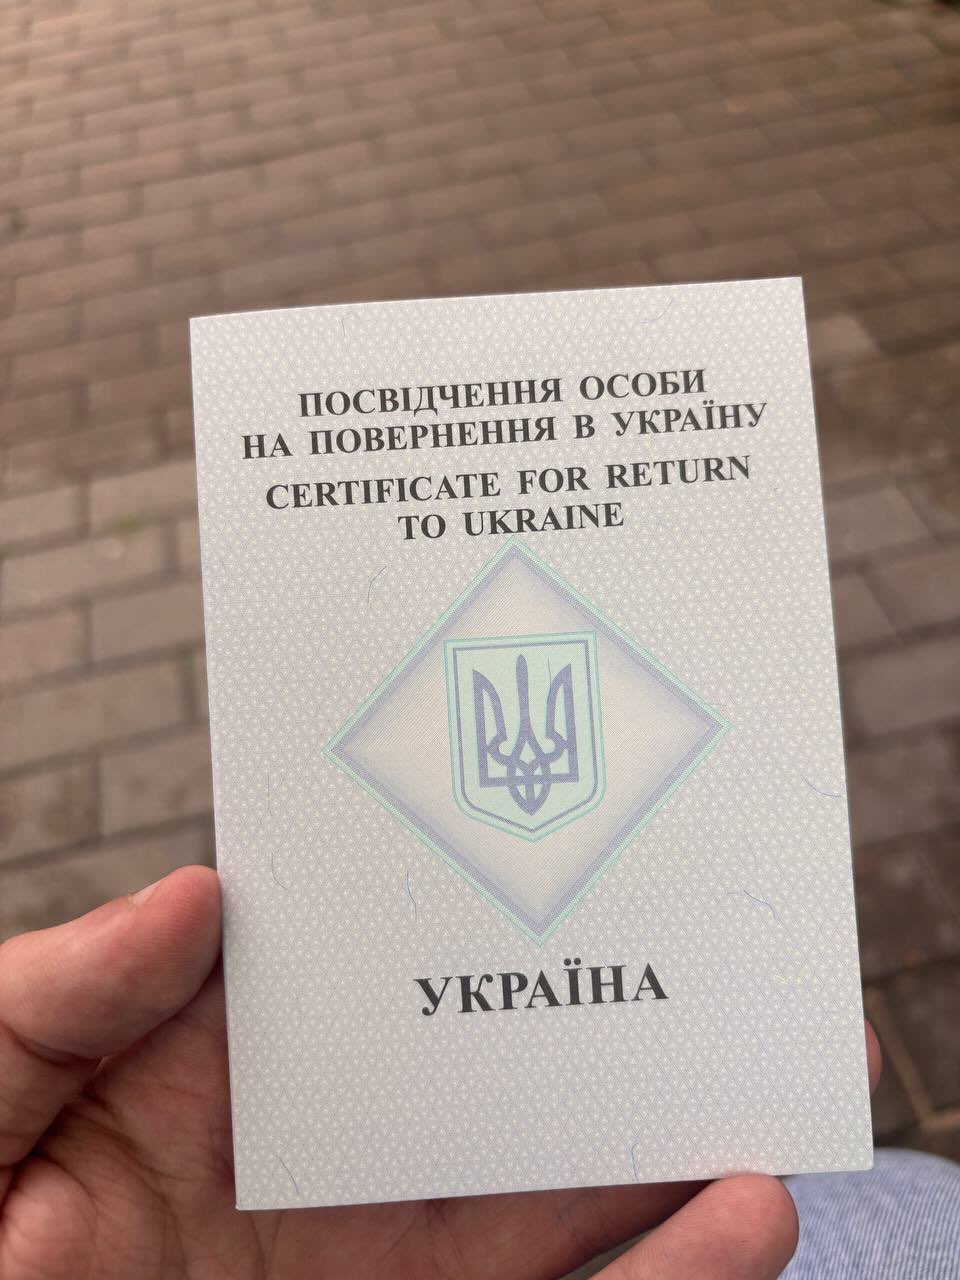 ПОСВІДЧЕННЯ ОСОБИ
НА ПОВЕРНЕННЯ В УКРАЇНУ
CERTIFICATE FOR RETURN
TO UKRAINE
УКРАЇНА